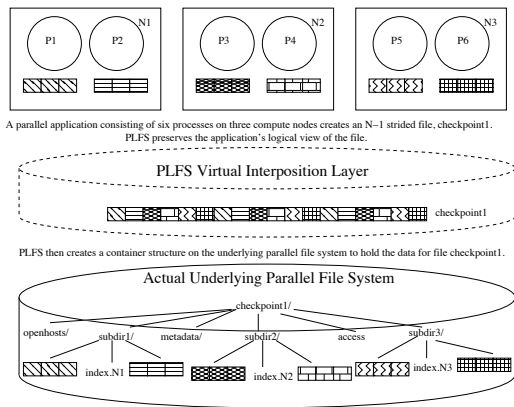 N1 N2 N3
P1 P2 P3 P4 P5 P6
A parallel application consisting of six processes on three compute nodes creates an N−1 strided file, checkpoint1.
PLFS preserves the application's logical view of the file.
PLFS Virtual Interposition Layer
checkpoint1
PLFS then creates a container structure on the underlying parallel file system to hold the data for file checkpoint1.
Actual Underlying Parallel File System
checkpoint1/
openhosts/ subdir1/ metadata/ subdir2/ access subdir3/
index.N1 index.N2 index.N3